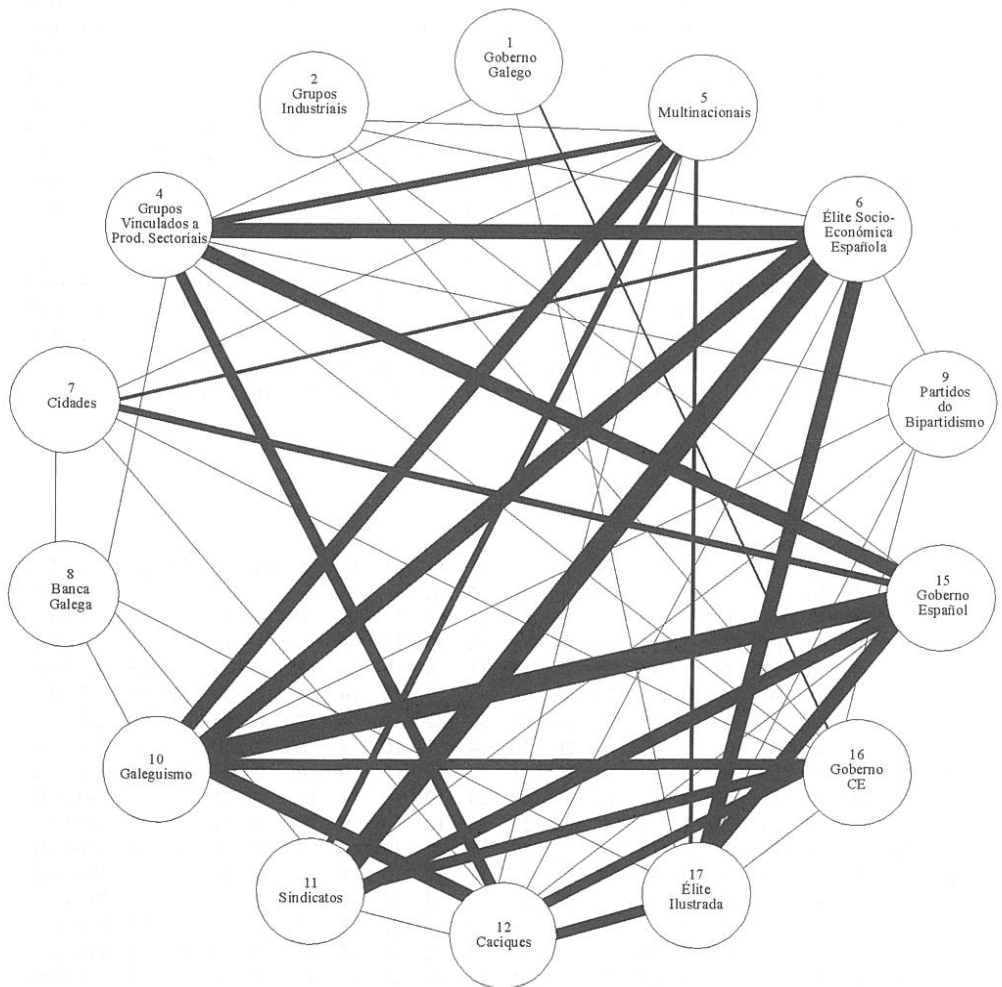 1
Goberno
Galego
2
Grupos
Industriais
5
Multinacionais
4
Grupos
Vinculados a
Prod. Sectoriais
6
Élite Socio-
Económica
Española
7
Cidades
9
Partidos
do
Bipartidismo
8
Banca
Galega
15
Goberno
Español
10
Galeguismo
16
Goberno
CE
11
Sindicatos
12
Caciques
17
Élite
Ilustrada